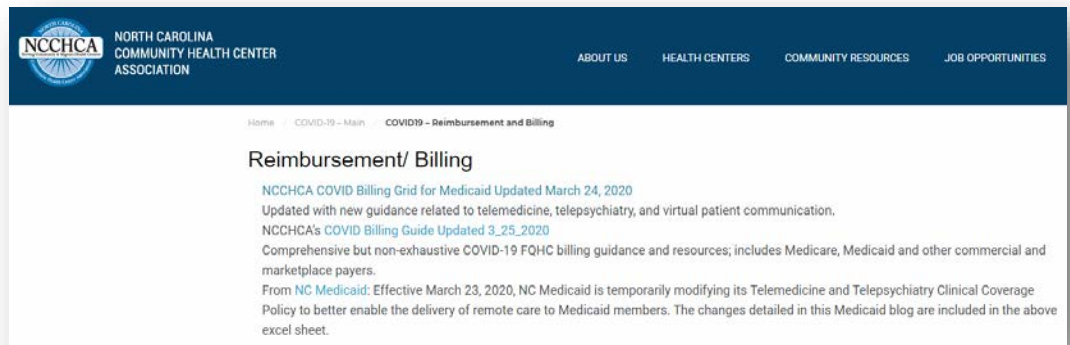 NCCHCA
NORTH CAROLINA
COMMUNITY HEALTH CENTER
ASSOCIATION
ABOUT US HEALTH CENTERS COMMUNITY RESOURCES JOB OPPORTUNITIES
Home / COVID-19 – Main / COVID19 – Reimbursement and Billing
Reimbursement/ Billing
NCCHCA COVID Billing Grid for Medicaid Updated March 24, 2020
Updated with new guidance related to telemedicine, telepsychiatry, and virtual patient communication.
NCCHCA's COVID Billing Guide Updated 3_25_2020
Comprehensive but non-exhaustive COVID-19 FQHC billing guidance and resources; includes Medicare, Medicaid and other commercial and
marketplace payers.
From NC Medicaid: Effective March 23, 2020, NC Medicaid is temporarily modifying its Telemedicine and Telepsychiatry Clinical Coverage
Policy to better enable the delivery of remote care to Medicaid members. The changes detailed in this Medicaid blog are included in the above
excel sheet.